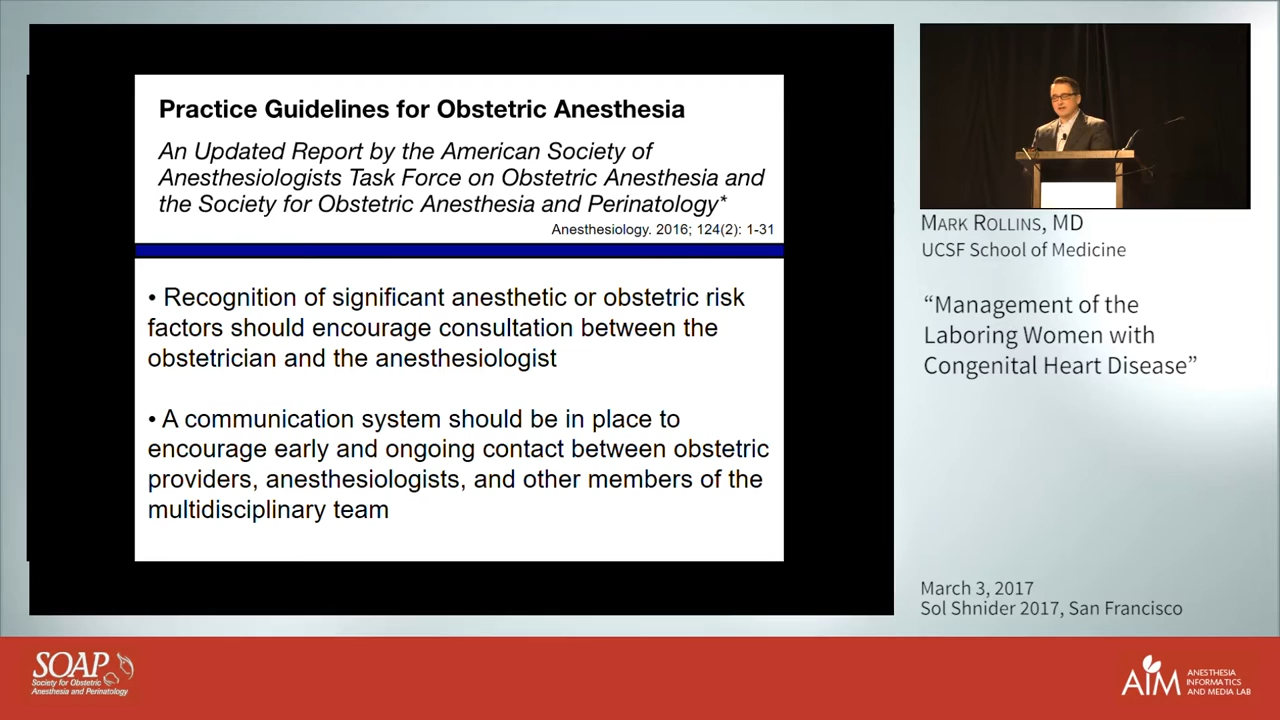 Practice Guidelines for Obstetric Anesthesia
An Updated Report by the American Society of
Anesthesiologists Task Force on Obstetric Anesthesia and
the Society for Obstetric Anesthesia and Perinatology*
Anesthesiology. 2016; 124(2): 1-31
• Recognition of significant anesthetic or obstetric risk
factors should encourage consultation between the
obstetrician and the anesthesiologist
• A communication system should be in place to
encourage early and ongoing contact between obstetric
providers, anesthesiologists, and other members of the
multidisciplinary team
MARK ROLLINS, MD
UCSF School of Medicine
“Management of the
Laboring Women with
Congenital Heart Disease”
March 3, 2017
Sol Shnider 2017, San Francisco
SOAP
Society for Obstetric
Anesthesia and Perinatology
AIM
ANESTHESIA
INFORMATICS
AND MEDIA LAB